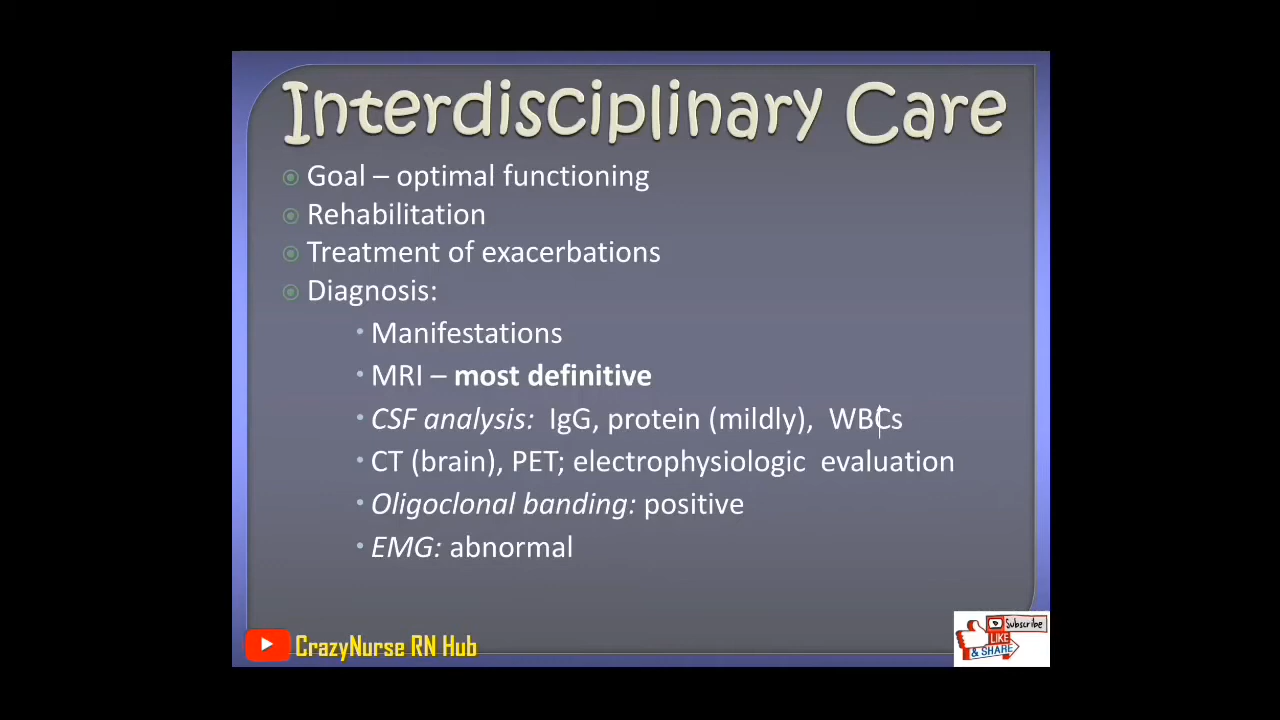 Interdisciplinary Care
Goal – optimal functioning
Rehabilitation
Treatment of exacerbations
Diagnosis:
Manifestations
MRI – most definitive
CSF analysis: IgG, protein (mildly), WBCs
CT (brain), PET; electrophysiologic evaluation
Oligoclonal banding: positive
EMG: abnormal
CrazyNurse RN Hub
Subscribe
LIKE
& SHARE